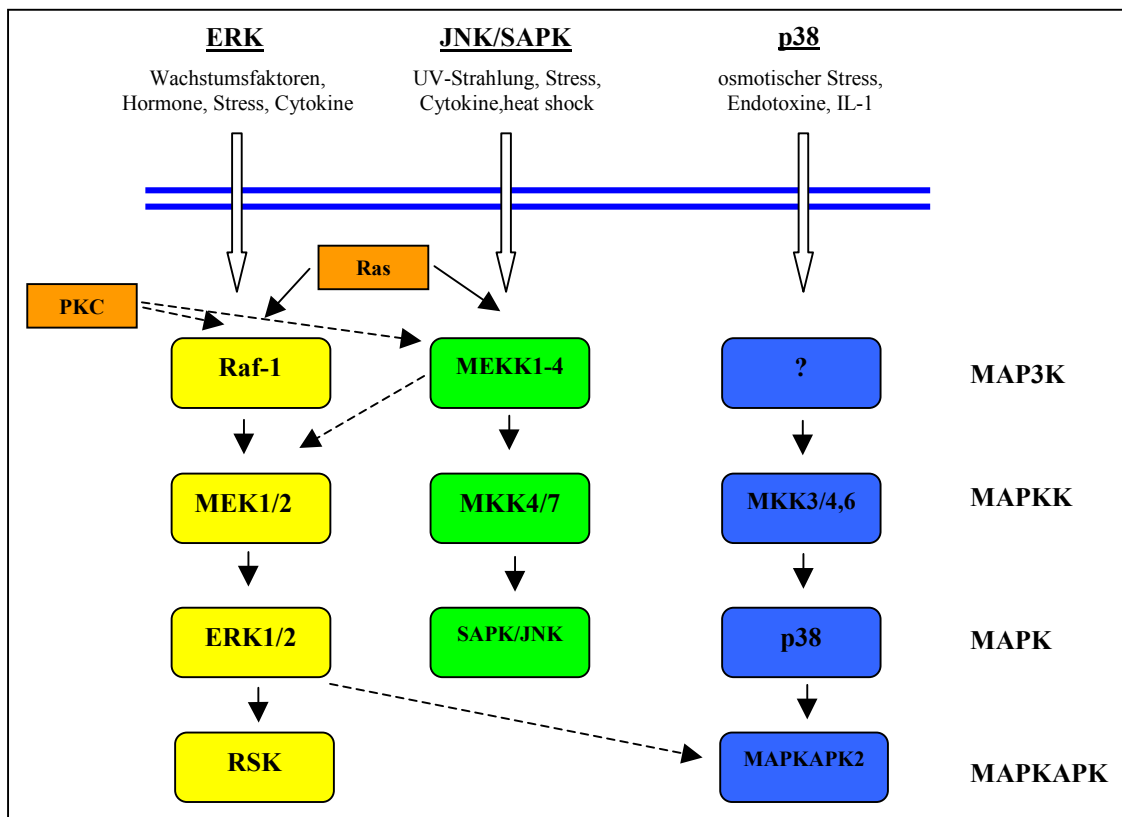 ERK
JNK/SAPK
p38
Wachstumsfaktoren,
Hormone, Stress, Cytokine
UV-Strahlung, Stress,
Cytokine,heat shock
osmotischer Stress,
Endotoxine, IL-1
Ras
PKC
Raf-1
MEKK1-4
?
MAP3K
MEK1/2
MKK4/7
MKK3/4,6
MAPKK
ERK1/2
SAPK/JNK
p38
MAPK
RSK
MAPKAPK2
MAPKAPK